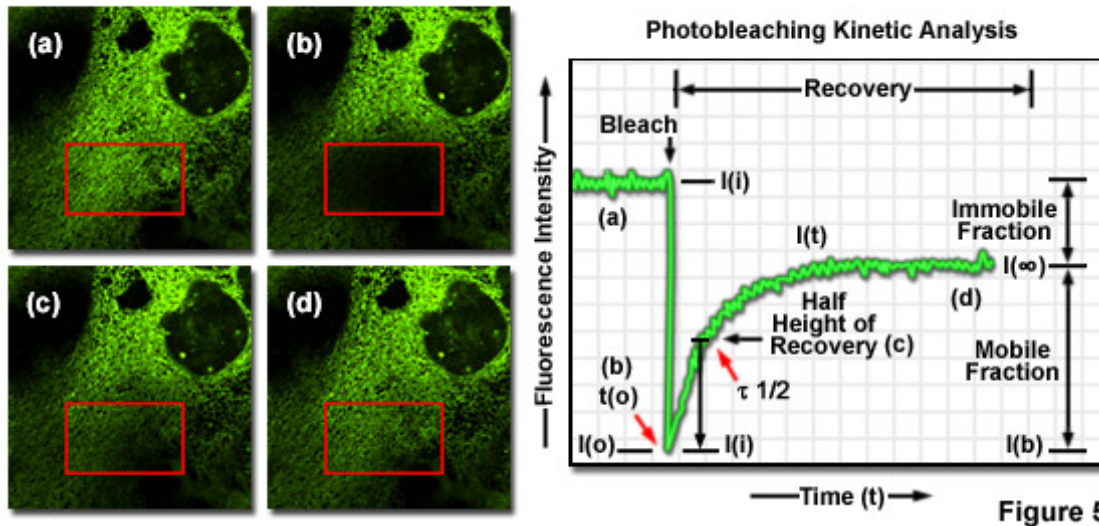 (a)
(b)
(c)
(d)
Photobleaching Kinetic Analysis
Recovery
Bleach
I(i)
(a)
Immobile
Fraction
I(t)
I(∞)
(d)
Half
Height of
Recovery (c)
Mobile
Fraction
(b)
t(o)
τ 1/2
I(o)
I(i)
I(b)
Fluorescence Intensity
Time (t)
Figure 5